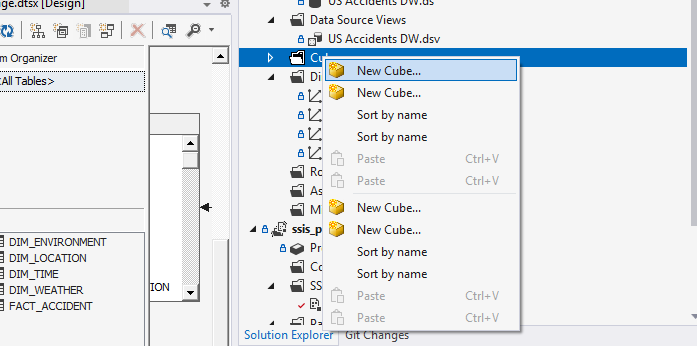 ge.dtsx [Design]
m Organizer
<All Tables>
DIM_ENVIRONMENT
DIM_LOCATION
DIM_TIME
DIM_WEATHER
FACT_ACCIDENT
ION
US Accidents DW.ds
Data Source Views
US Accidents DW.dsv
Cu
Di
Ro
As
M
ssis_p
Pr
Co
SS
Pa
New Cube...
New Cube...
Sort by name
Sort by name
Paste Ctrl+V
Paste Ctrl+V
New Cube...
New Cube...
Sort by name
Sort by name
Paste Ctrl+V
Paste Ctrl+V
Solution Explorer Git Changes